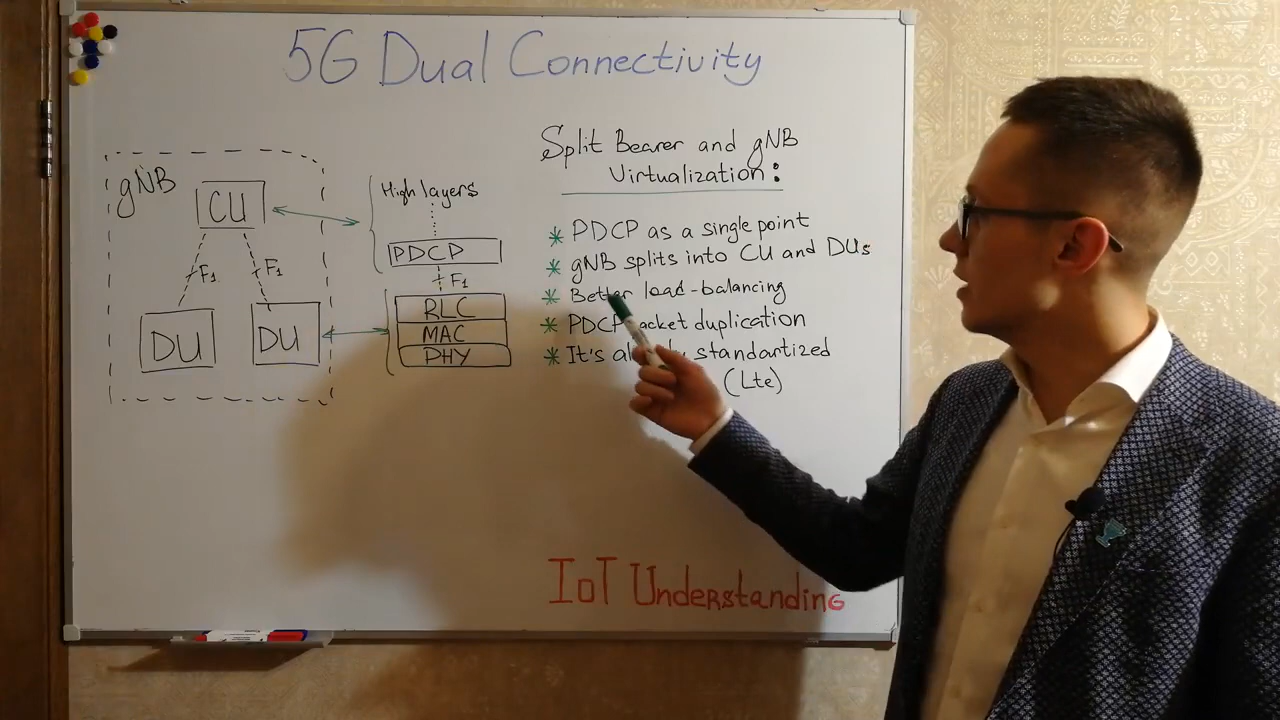 5G Dual Connectivity
gNB
CU
F1
F1
DU
DU
High layers
PDCP
F1
RLC
MAC
PHY
Split Bearer and gNB
Virtualization:
* PDCP as a single point
* gNB splits into CU and DUs
* Better load-balancing
* PDCP duplication
* It's standartized
(Lte)
IoT Understanding